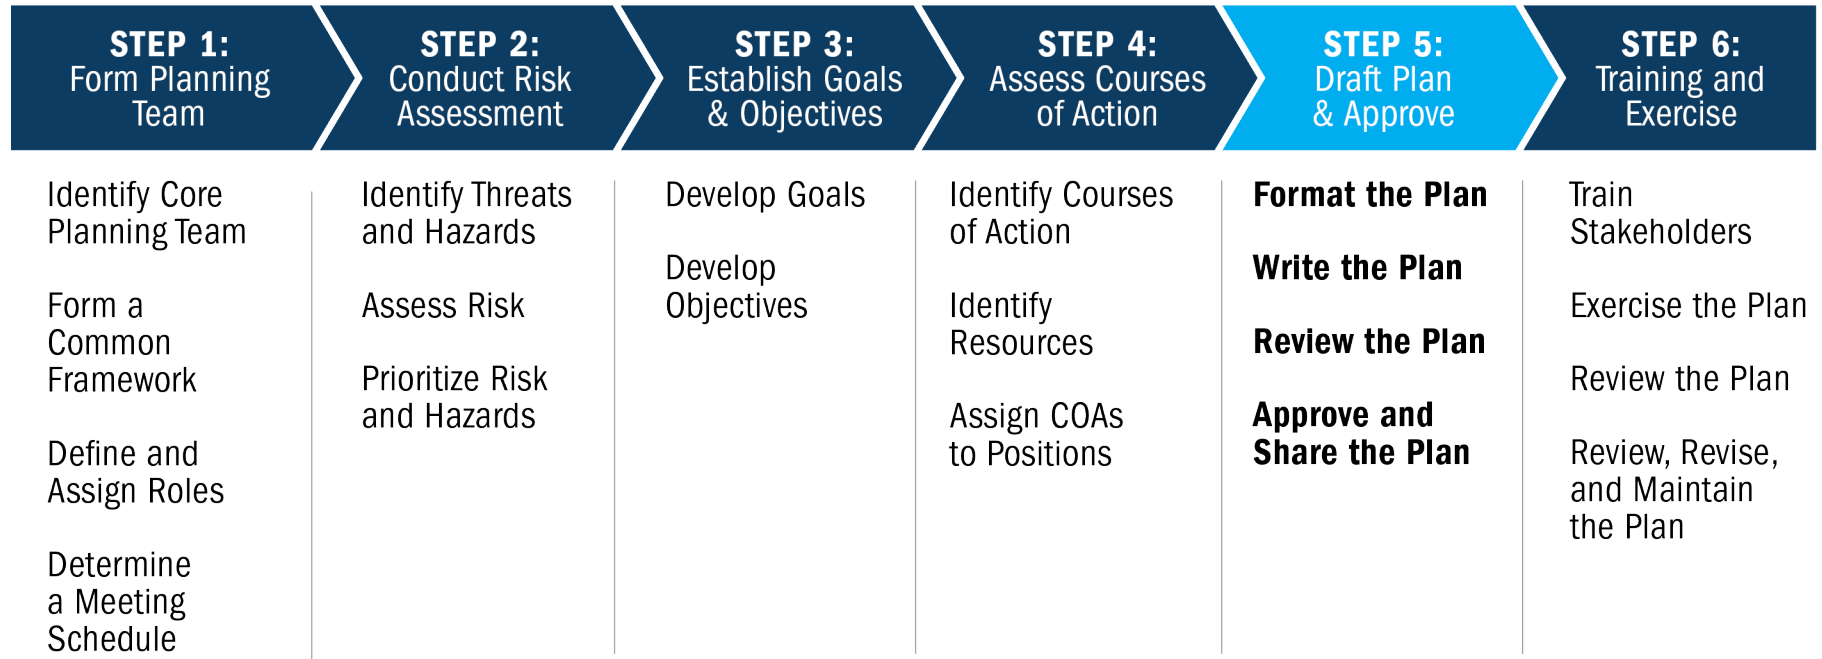 STEP 1:
Form Planning
Team
STEP 2:
Conduct Risk
Assessment
STEP 3:
Establish Goals
& Objectives
STEP 4:
Assess Courses
of Action
STEP 5:
Draft Plan
& Approve
STEP 6:
Training and
Exercise
Identify Core
Planning Team
Form a
Common
Framework
Define and
Assign Roles
Determine
a Meeting
Schedule
Identify Threats
and Hazards
Assess Risk
Prioritize Risk
and Hazards
Develop Goals
Develop
Objectives
Identify Courses
of Action
Identify
Resources
Assign COAs
to Positions
Format the Plan
Write the Plan
Review the Plan
Approve and
Share the Plan
Train
Stakeholders
Exercise the Plan
Review the Plan
Review, Revise,
and Maintain
the Plan